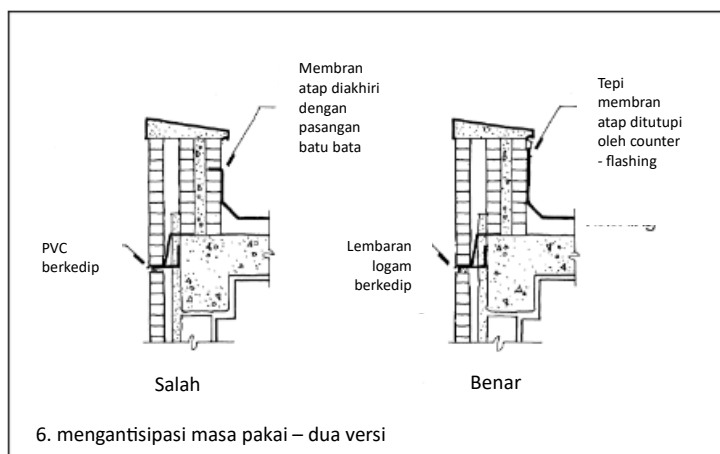 Membran
atap diakhiri
dengan
pasangan
batu bata
PVC
berkedip
Salah
Tepi
membran
atap ditutupi
oleh counter
- flashing
Lembaran
logam
berkedip
Benar
6. mengantisipasi masa pakai – dua versi